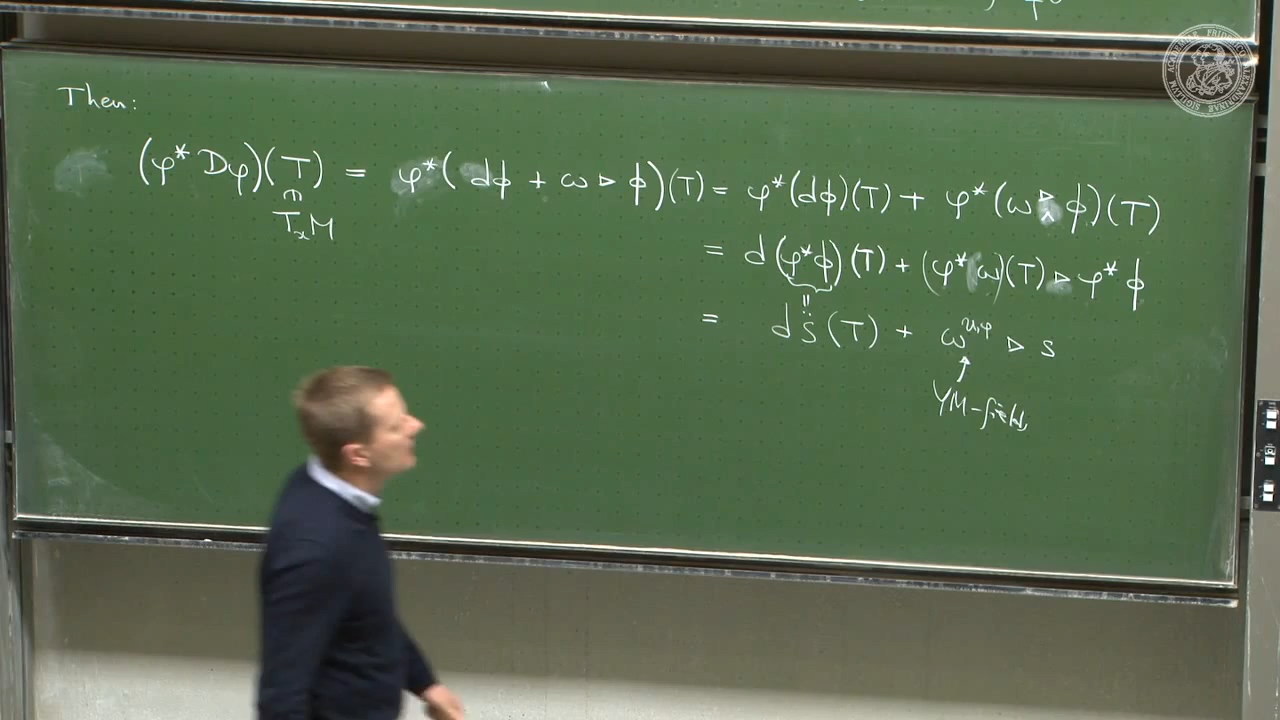 Then:
(φ* Dφ)(T) = φ*(dϕ + ω ▷ ϕ)(T) = φ*(dϕ)(T) + φ*(ω ▷ ϕ)(T)
∩
T_xM
= d(φ*ϕ)(T) + (φ*ω)(T) ▷ φ*ϕ
= ds(T) + ω^{U,φ} ▷ s
↑
YM-field